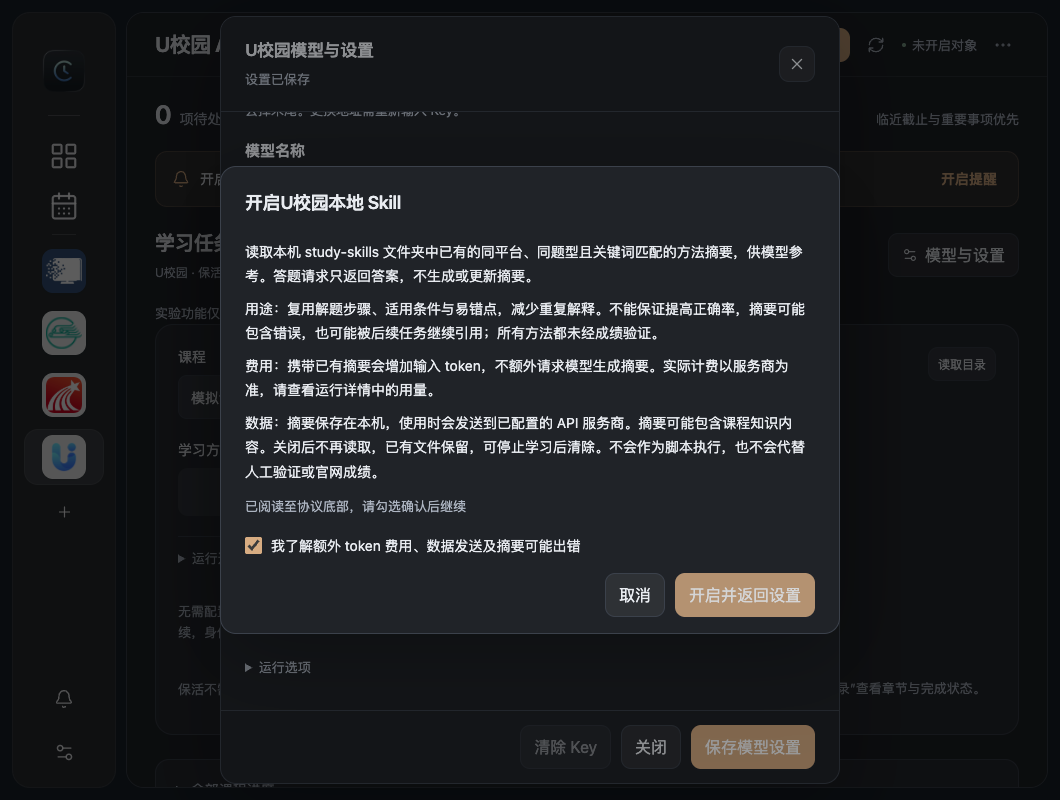 U校园
U校园模型与设置
设置已保存
未开启对象
0 项待处
去掉末尾。更换地址需重新输入 Key。
临近截止与重要事项优先
模型名称
开启提醒
开启U校园本地 Skill
学习任务
模型与设置
U校园 · 保活
读取本机 study-skills 文件夹中已有的同平台、同题型且关键词匹配的方法摘要，供模型参
考。答题请求只返回答案，不生成或更新摘要。
用途：复用解题步骤、适用条件与易错点，减少重复解释。不能保证提高正确率，摘要可能
包含错误，也可能被后续任务继续引用；所有方法都未经成绩验证。
实验功能仅
课程
读取目录
费用：携带已有摘要会增加输入 token，不额外请求模型生成摘要。实际计费以服务商为
准，请查看运行详情中的用量。
模拟
数据：摘要保存在本机，使用时会发送到已配置的 API 服务商。摘要可能包含课程知识内
容。关闭后不再读取，已有文件保留，可停止学习后清除。不会作为脚本执行，也不会代替
人工验证或官网成绩。
学习方
已阅读至协议底部，请勾选确认后继续
我了解额外 token 费用、数据发送及摘要可能出错
取消
开启并返回设置
运行选项
录"查看章节与完成状态。
清除 Key
关闭
保存模型设置